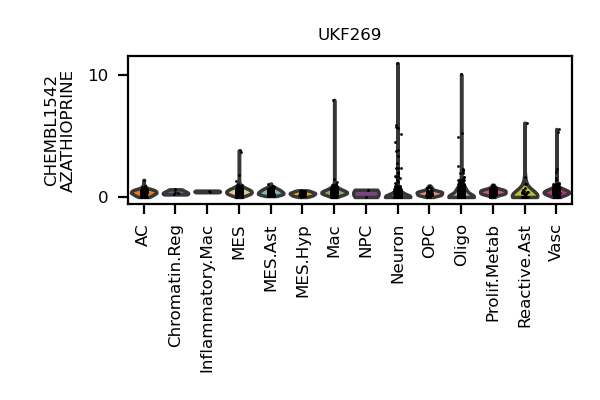 UKF269
CHEMBL1542
AZATHIOPRINE
10
0
AC
Chromatin.Reg
Inflammatory.Mac
MES
MES.Ast
MES.Hyp
Mac
NPC
Neuron
OPC
Oligo
Prolif.Metab
Reactive.Ast
Vasc